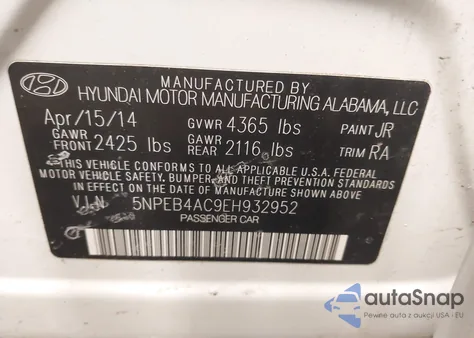 MANUFACTURED BY
HYUNDAI MOTOR MANUFACTURING ALABAMA, LLC
Apr/15/14 GVWR 4365 lbs PAINT JR
GAWR FRONT 2425 lbs GAWR REAR 2116 lbs TRIM RA
THIS VEHICLE CONFORMS TO ALL APPLICABLE U.S. FEDERAL
MOTOR VEHICLE SAFETY, BUMPER, AND THEFT PREVENTION STANDARDS
IN EFFECT ON THE DATE OF MANUFACTURE SHOWN ABOVE.
V.I.N 5NPEB4AC9EH932952
PASSENGER CAR
autoSnap
Pewne auto z aukcji USA - EU